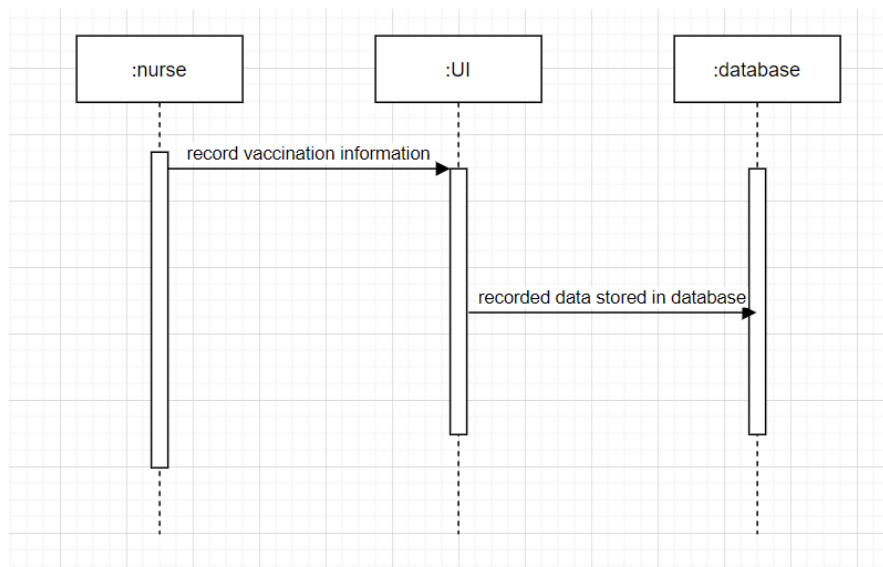 :nurse
:UI
:database
record vaccination information
recorded data stored in database